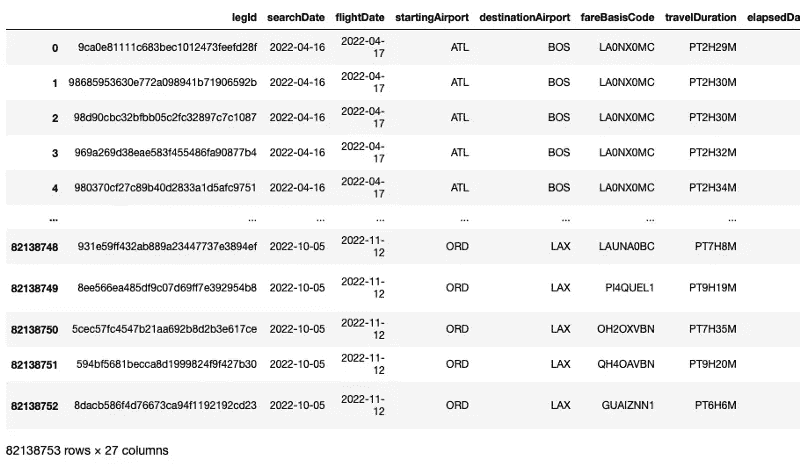 legId searchDate flightDate startingAirport destinationAirport fareBasisCode travelDuration elapsedDa
0 9ca0e81111c683bec1012473feefd28f 2022-04-16 2022-04-17 ATL BOS LA0NX0MC PT2H29M
1 98685953630e772a098941b71906592b 2022-04-16 2022-04-17 ATL BOS LA0NX0MC PT2H30M
2 98d90cbc32bfbb05c2fc32897c7c1087 2022-04-16 2022-04-17 ATL BOS LA0NX0MC PT2H30M
3 969a269d38eae583f455486fa90877b4 2022-04-16 2022-04-17 ATL BOS LA0NX0MC PT2H32M
4 980370cf27c89b40d2833a1d5afc9751 2022-04-16 2022-04-17 ATL BOS LA0NX0MC PT2H34M
... ... ... ... ... ... ... ...
82138748 931e59ff432ab889a23447737e3894ef 2022-10-05 2022-11-12 ORD LAX LAUNA0BC PT7H8M
82138749 8ee566ea485df9c07d69ff7e392954b8 2022-10-05 2022-11-12 ORD LAX PI4QUEL1 PT9H19M
82138750 5cec57fc4547b21aa692b8d2b3e617ce 2022-10-05 2022-11-12 ORD LAX OH2OXVBN PT7H35M
82138751 594bf5681becca8d1999824f9f427b30 2022-10-05 2022-11-12 ORD LAX QH4OAVBN PT9H20M
82138752 8dacb586f4d76673ca94f1192192cd23 2022-10-05 2022-11-12 ORD LAX GUAIZNN1 PT6H6M
82138753 rows × 27 columns